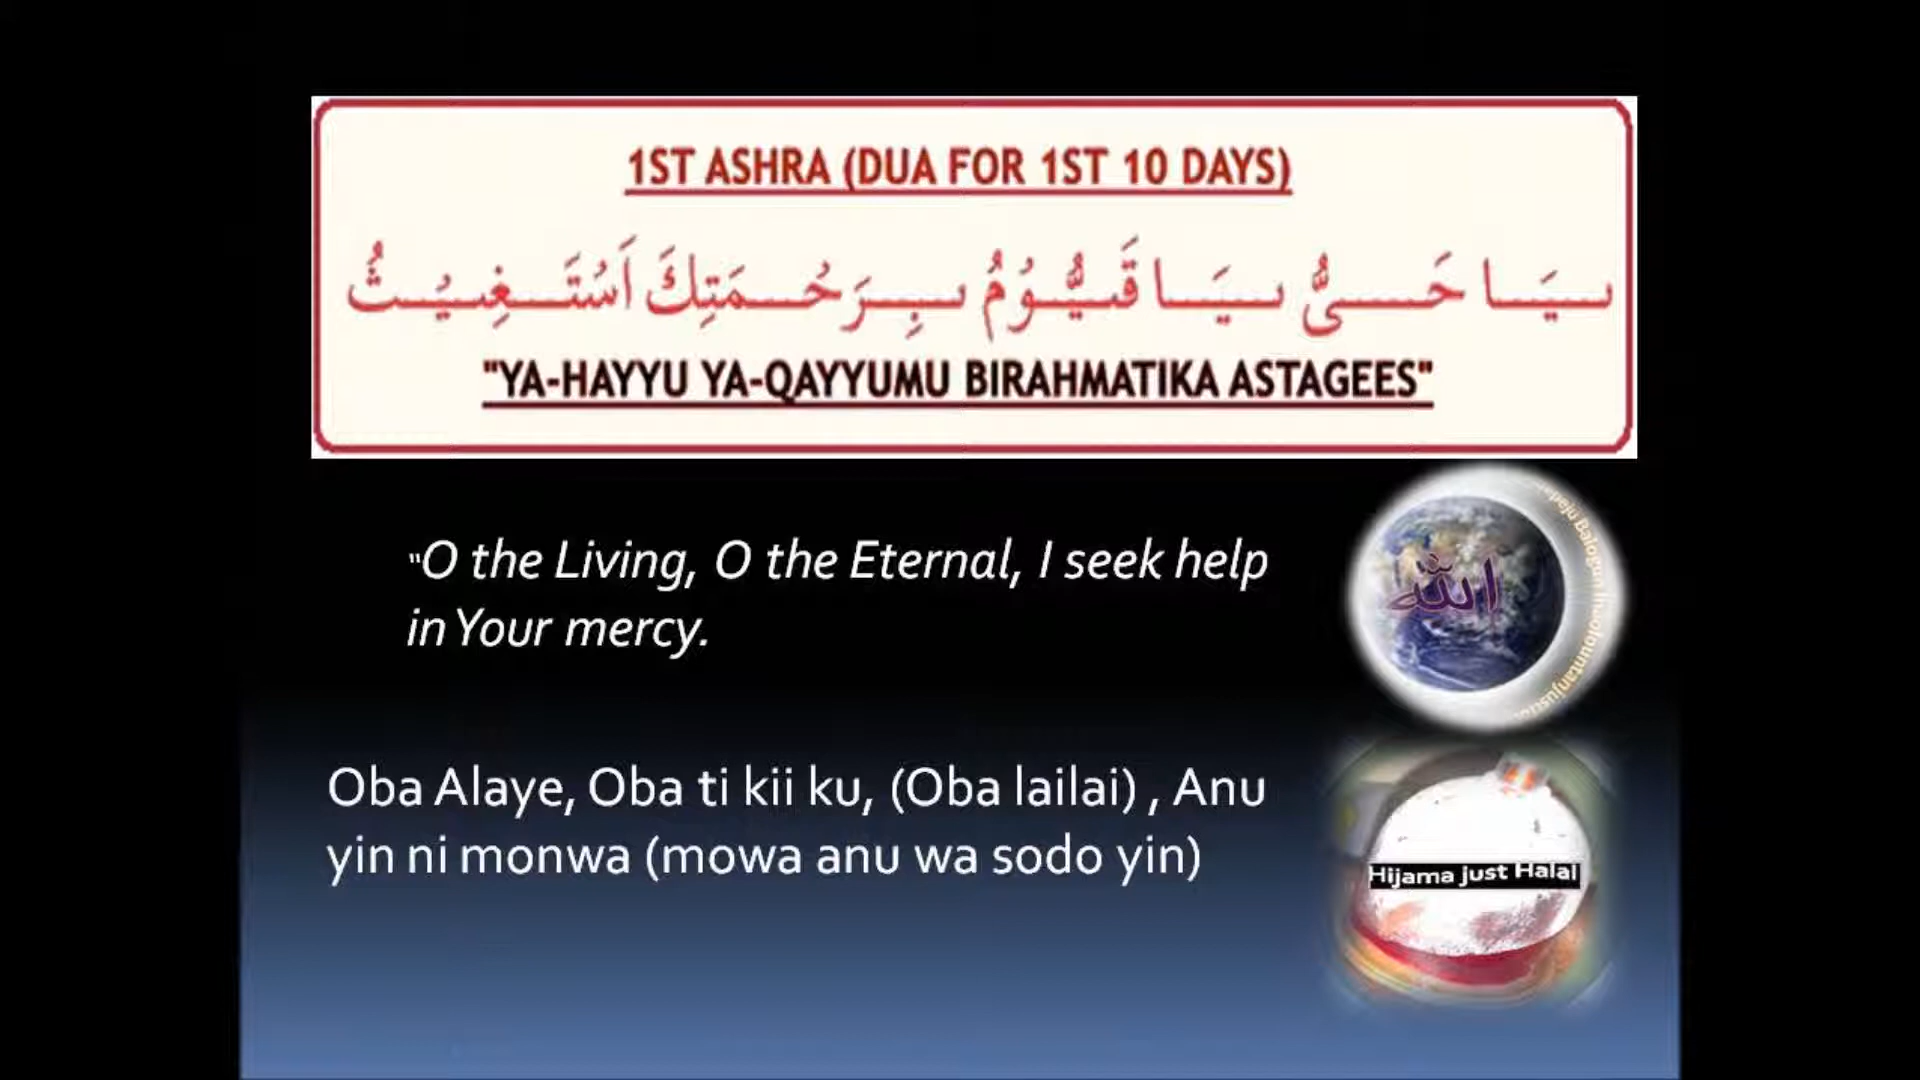 1ST ASHRA (DUA FOR 1ST 10 DAYS)
يَا حَيُّ يَا قَيُّوْمُ بِرَحْمَتِكَ اَسْتَغِيْثُ
"YA-HAYYU YA-QAYYUMU BIRAHMATIKA ASTAGEES"
"O the Living, O the Eternal, I seek help
in Your mercy.
الله
Oba Alaye, Oba ti kii ku, (Oba lailai) , Anu
yin ni monwa (mowa anu wa sodo yin)
Hijama just Halal